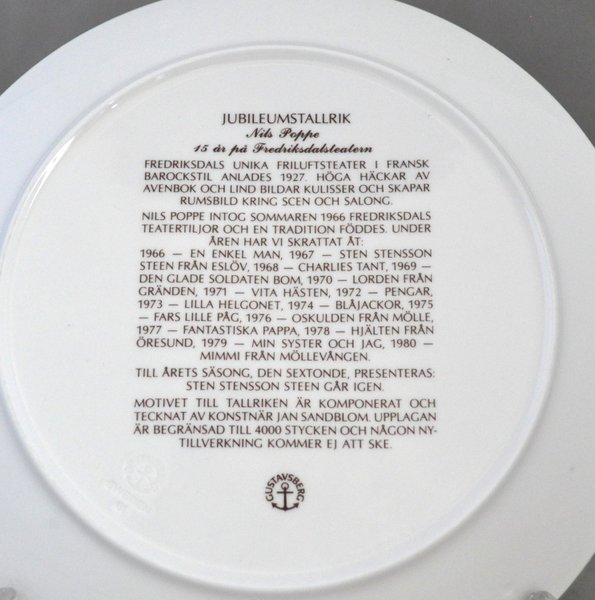 JUBILEUMSTALLRIK
Nils Poppe
15 år på Fredriksdalsteatern
FREDRIKSDALS UNIKA FRILUFTSTEATER I FRANSK
BAROCKSTIL ANLADES 1927. HÖGA HÄCKAR AV
AVENBOK OCH LIND BILDAR KULISSER OCH SKAPAR
RUMSBILD KRING SCEN OCH SALONG.
NILS POPPE INTOG SOMMAREN 1966 FREDRIKSDALS
TEATERTILJOR OCH EN TRADITION FÖDDES. UNDER
ÅREN HAR VI SKRATTAT ÅT:
1966 — EN ENKEL MAN, 1967 — STEN STENSSON
STEEN FRÅN ESLÖV, 1968 — CHARLIES TANT, 1969 —
DEN GLADE SOLDATEN BOM, 1970 — LORDEN FRÅN
GRÄNDEN, 1971 — VITA HÄSTEN, 1972 — PENGAR,
1973 — LILLA HELGONET, 1974 — BLÅJACKOR, 1975
— FARS LILLE PÅG, 1976 — OSKULDEN FRÅN MÖLLE,
1977 — FANTASTISKA PAPPA, 1978 — HJÄLTEN FRÅN
ÖRESUND, 1979 — MIN SYSTER OCH JAG, 1980 —
MIMMI FRÅN MÖLLEVÅNGEN.
TILL ÅRETS SÄSONG, DEN SEXTONDE, PRESENTERAS:
STEN STENSSON STEEN GÅR IGEN.
MOTIVET TILL TALLRIKEN ÄR KOMPONERAT OCH
TECKNAT AV KONSTNÄR JAN SANDBLOM. UPPLAGAN
ÄR BEGRÄNSAD TILL 4000 STYCKEN OCH NÅGON NY-
TILLVERKNING KOMMER EJ ATT SKE.
GUSTAVSBERG